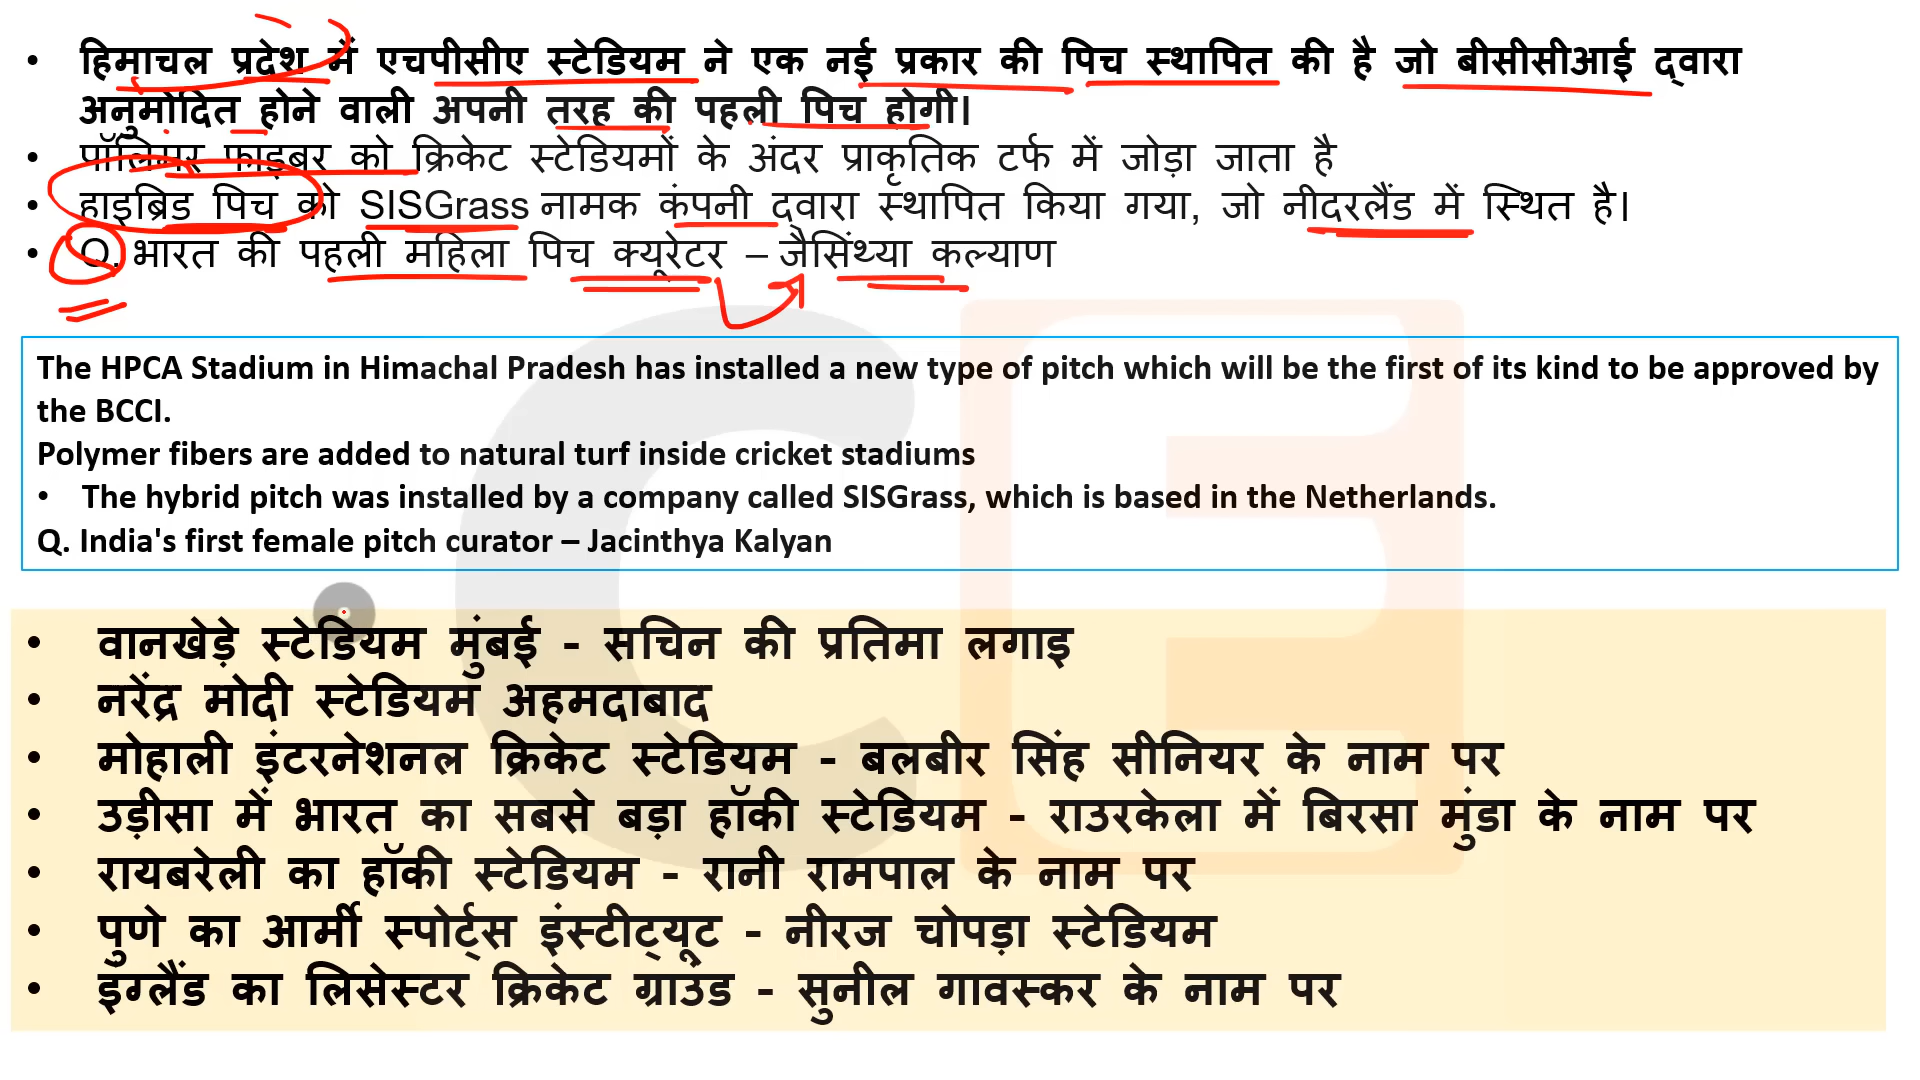 हिमाचल प्रदेश में एचपीसीए स्टेडियम ने एक नई प्रकार की पिच स्थापित की है जो बीसीसीआई द्वारा
अनुमोदित होने वाली अपनी तरह की पहली पिच होगी।
पॉलिमर फाइबर को क्रिकेट स्टेडियमों के अंदर प्राकृतिक टर्फ में जोड़ा जाता है
हाइब्रिड पिच को SISGrass नामक कंपनी द्वारा स्थापित किया गया, जो नीदरलैंड में स्थित है।
Q. भारत की पहली महिला पिच क्यूरेटर – जैसिंथ्या कल्याण
The HPCA Stadium in Himachal Pradesh has installed a new type of pitch which will be the first of its kind to be approved by
the BCCI.
Polymer fibers are added to natural turf inside cricket stadiums
• The hybrid pitch was installed by a company called SISGrass, which is based in the Netherlands.
Q. India's first female pitch curator – Jacinthya Kalyan
वानखेड़े स्टेडियम मुंबई - सचिन की प्रतिमा लगाइ
नरेंद्र मोदी स्टेडियम अहमदाबाद
मोहाली इंटरनेशनल क्रिकेट स्टेडियम - बलबीर सिंह सीनियर के नाम पर
उड़ीसा में भारत का सबसे बड़ा हॉकी स्टेडियम - राउरकेला में बिरसा मुंडा के नाम पर
रायबरेली का हॉकी स्टेडियम - रानी रामपाल के नाम पर
पुणे का आर्मी स्पोर्ट्स इंस्टीट्यूट - नीरज चोपड़ा स्टेडियम
इंग्लैंड का लिसेस्टर क्रिकेट ग्राउंड - सुनील गावस्कर के नाम पर